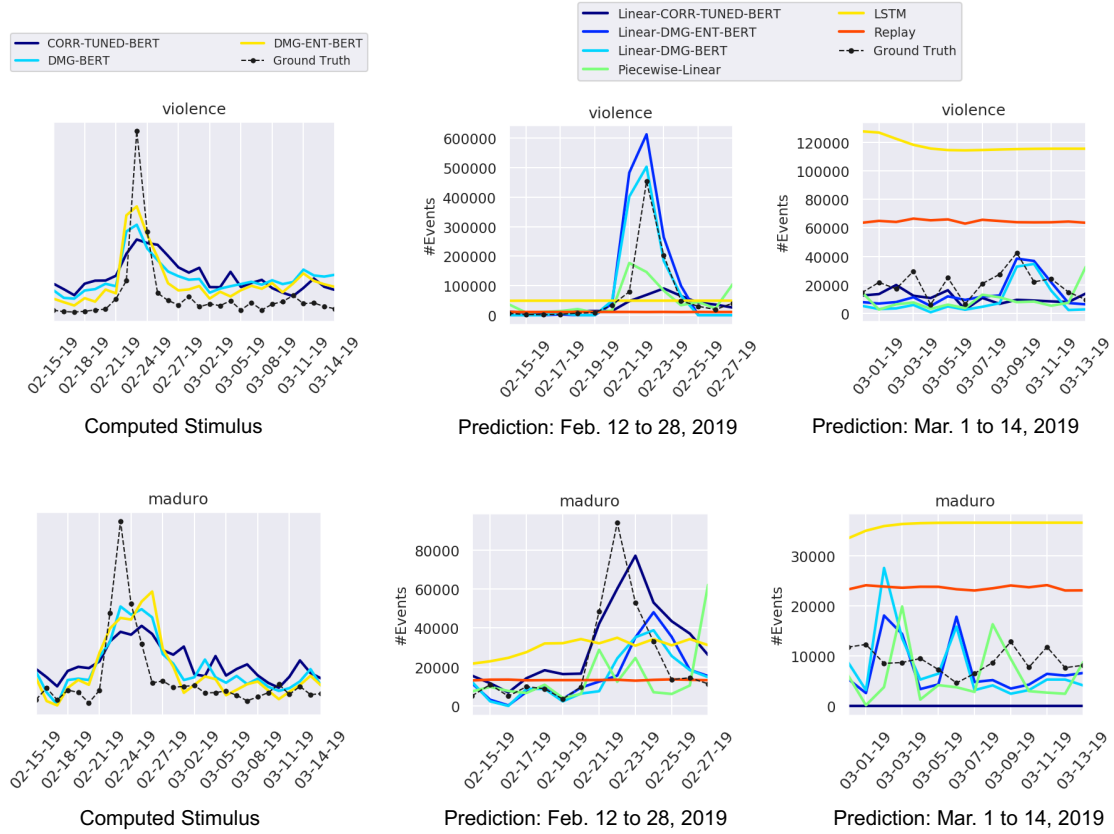 CORR-TUNED-BERT
DMG-BERT
DMG-ENT-BERT
Ground Truth
Linear-CORR-TUNED-BERT
Linear-DMG-ENT-BERT
Linear-DMG-BERT
Piecewise-Linear
LSTM
Replay
Ground Truth
violence
02-15-19
02-18-19
02-21-19
02-24-19
02-27-19
03-02-19
03-05-19
03-08-19
03-11-19
03-14-19
Computed Stimulus
violence
#Events
600000
500000
400000
300000
200000
100000
0
02-15-19
02-17-19
02-19-19
02-21-19
02-23-19
02-25-19
02-27-19
Prediction: Feb. 12 to 28, 2019
violence
#Events
120000
100000
80000
60000
40000
20000
0
03-01-19
03-03-19
03-05-19
03-07-19
03-09-19
03-11-19
03-13-19
Prediction: Mar. 1 to 14, 2019
maduro
02-15-19
02-18-19
02-21-19
02-24-19
02-27-19
03-02-19
03-05-19
03-08-19
03-11-19
03-14-19
Computed Stimulus
maduro
#Events
80000
60000
40000
20000
0
02-15-19
02-17-19
02-19-19
02-21-19
02-23-19
02-25-19
02-27-19
Prediction: Feb. 12 to 28, 2019
maduro
#Events
30000
20000
10000
0
03-01-19
03-03-19
03-05-19
03-07-19
03-09-19
03-11-19
03-13-19
Prediction: Mar. 1 to 14, 2019